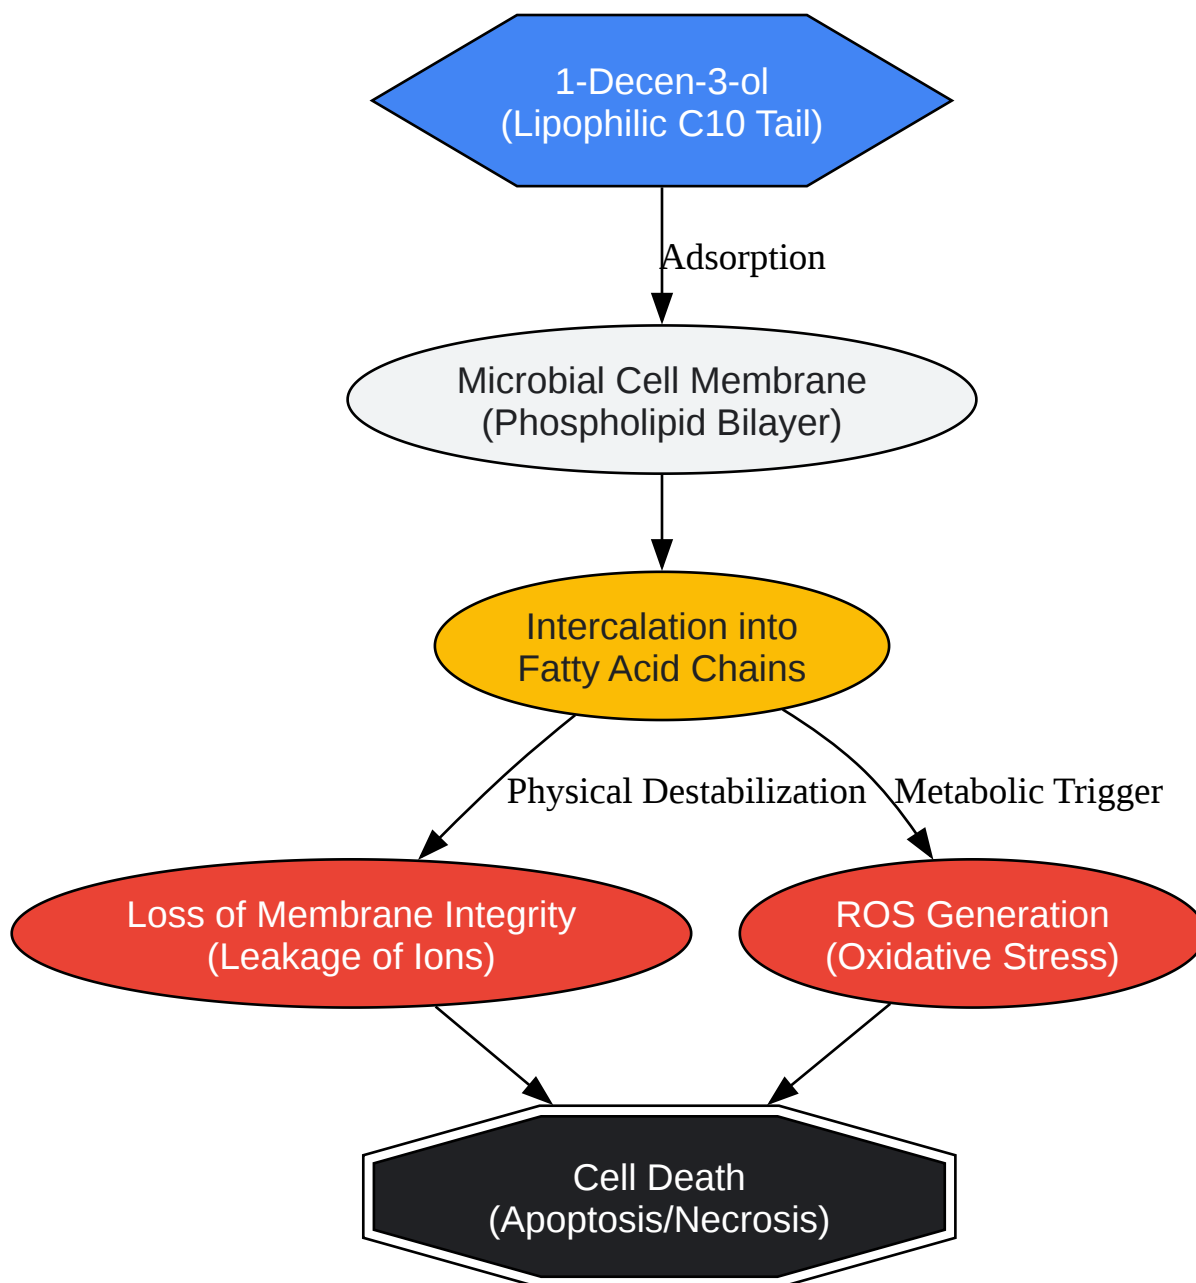 1-Decen-3-ol
(Lipophilic C10 Tail)
Adsorption
Microbial Cell Membrane
(Phospholipid Bilayer)
Intercalation into
Fatty Acid Chains
Physical Destabilization
Metabolic Trigger
Loss of Membrane Integrity
(Leakage of Ions)
ROS Generation
(Oxidative Stress)
Cell Death
(Apoptosis/Necrosis)